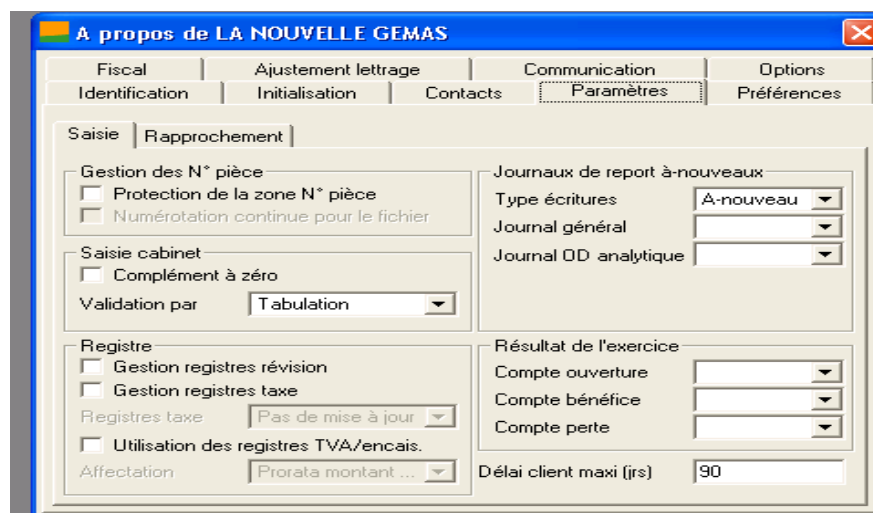 A propos de LA NOUVELLE GEMAS
Fiscal Ajustement lettrage Communication Options
Identification Initialisation Contacts Paramètres Préférences
Saisie Rapprochement
Gestion des N° pièce
Protection de la zone N° pièce
Numérotation continue pour le fichier
Saisie cabinet
Complément à zéro
Validation par Tabulation
Registre
Gestion registres révision
Gestion registres taxe
Registres taxe Pas de mise à jour
Utilisation des registres TVA/encais.
Affectation Prorata montant ...
Journaux de report à-nouveaux
Type écritures A-nouveau
Journal général
Journal OD analytique
Résultat de l'exercice
Compte ouverture
Compte bénéfice
Compte perte
Délai client maxi (jrs) 90